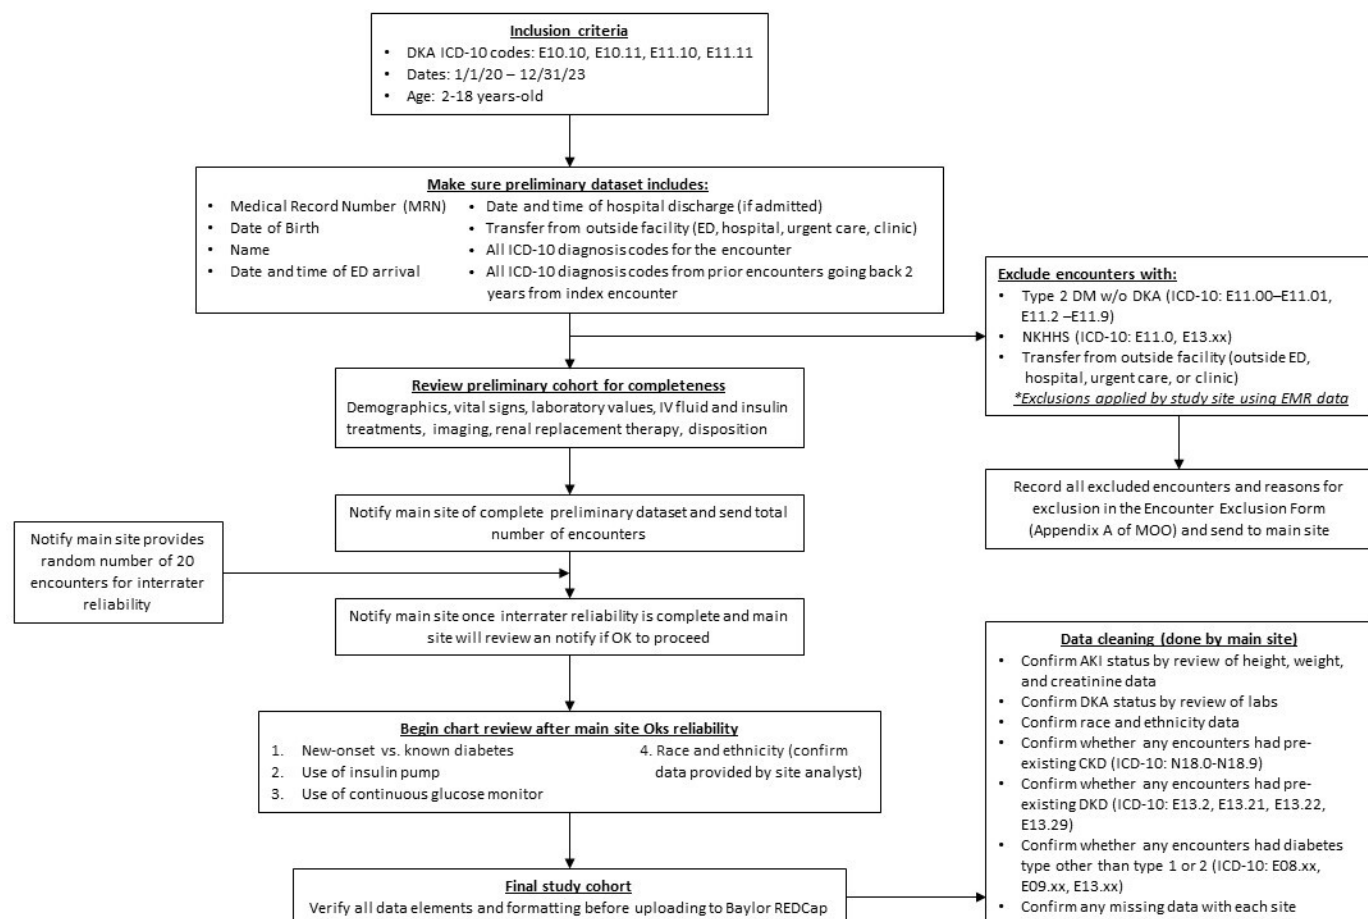 Inclusion criteria
• DKA ICD-10 codes: E10.10, E10.11, E11.10, E11.11
• Dates: 1/1/20 – 12/31/23
• Age: 2-18 years-old
Make sure preliminary dataset includes:
• Medical Record Number (MRN)
• Date of Birth
• Name
• Date and time of ED arrival
• Date and time of hospital discharge (if admitted)
• Transfer from outside facility (ED, hospital, urgent care, clinic)
• All ICD-10 diagnosis codes for the encounter
• All ICD-10 diagnosis codes from prior encounters going back 2
years from index encounter
Exclude encounters with:
• Type 2 DM w/o DKA (ICD-10: E11.00–E11.01,
E11.2 –E11.9)
• NKHHS (ICD-10: E11.0, E13.xx)
• Transfer from outside facility (outside ED,
hospital, urgent care, or clinic)
*Exclusions applied by study site using EMR data
Record all excluded encounters and reasons for
exclusion in the Encounter Exclusion Form
(Appendix A of MOO) and send to main site
Review preliminary cohort for completeness
Demographics, vital signs, laboratory values, IV fluid and insulin
treatments, imaging, renal replacement therapy, disposition
Notify main site of complete preliminary dataset and send total
number of encounters
Notify main site provides
random number of 20
encounters for interrater
reliability
Notify main site once interrater reliability is complete and main
site will review an notify if OK to proceed
Begin chart review after main site Oks reliability
1. New-onset vs. known diabetes
2. Use of insulin pump
3. Use of continuous glucose monitor
4. Race and ethnicity (confirm
data provided by site analyst)
Final study cohort
Verify all data elements and formatting before uploading to Baylor REDCap
Data cleaning (done by main site)
• Confirm AKI status by review of height, weight,
and creatinine data
• Confirm DKA status by review of labs
• Confirm race and ethnicity data
• Confirm whether any encounters had pre-
existing CKD (ICD-10: N18.0-N18.9)
• Confirm whether any encounters had pre-
existing DKD (ICD-10: E13.2, E13.21, E13.22,
E13.29)
• Confirm whether any encounters had diabetes
type other than type 1 or 2 (ICD-10: E08.xx,
E09.xx, E13.xx)
• Confirm any missing data with each site